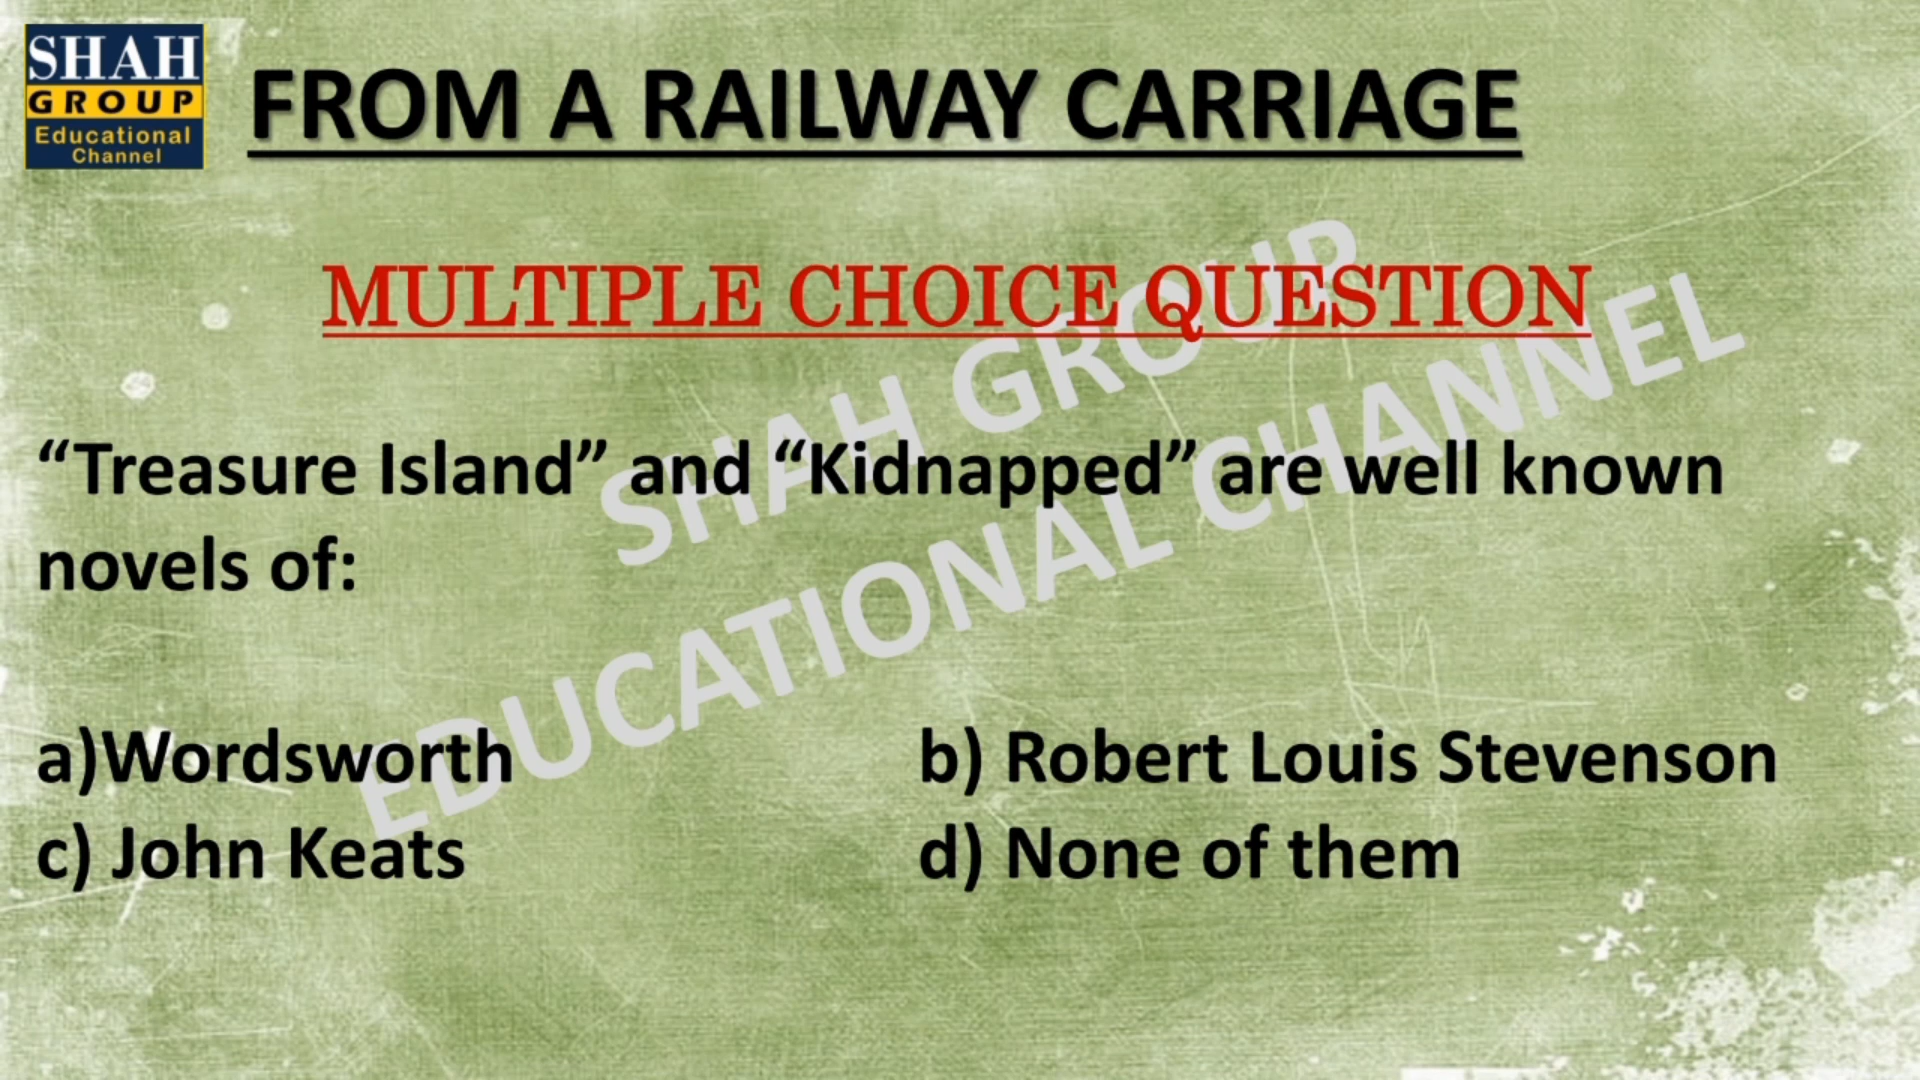 SHAH
GROUP
Educational
Channel
FROM A RAILWAY CARRIAGE
MULTIPLE CHOICE QUESTION
SHAH GROUP
EDUCATIONAL CHANNEL
“Treasure Island” and “Kidnapped” are well known
novels of:
a)Wordsworth b) Robert Louis Stevenson
c) John Keats d) None of them